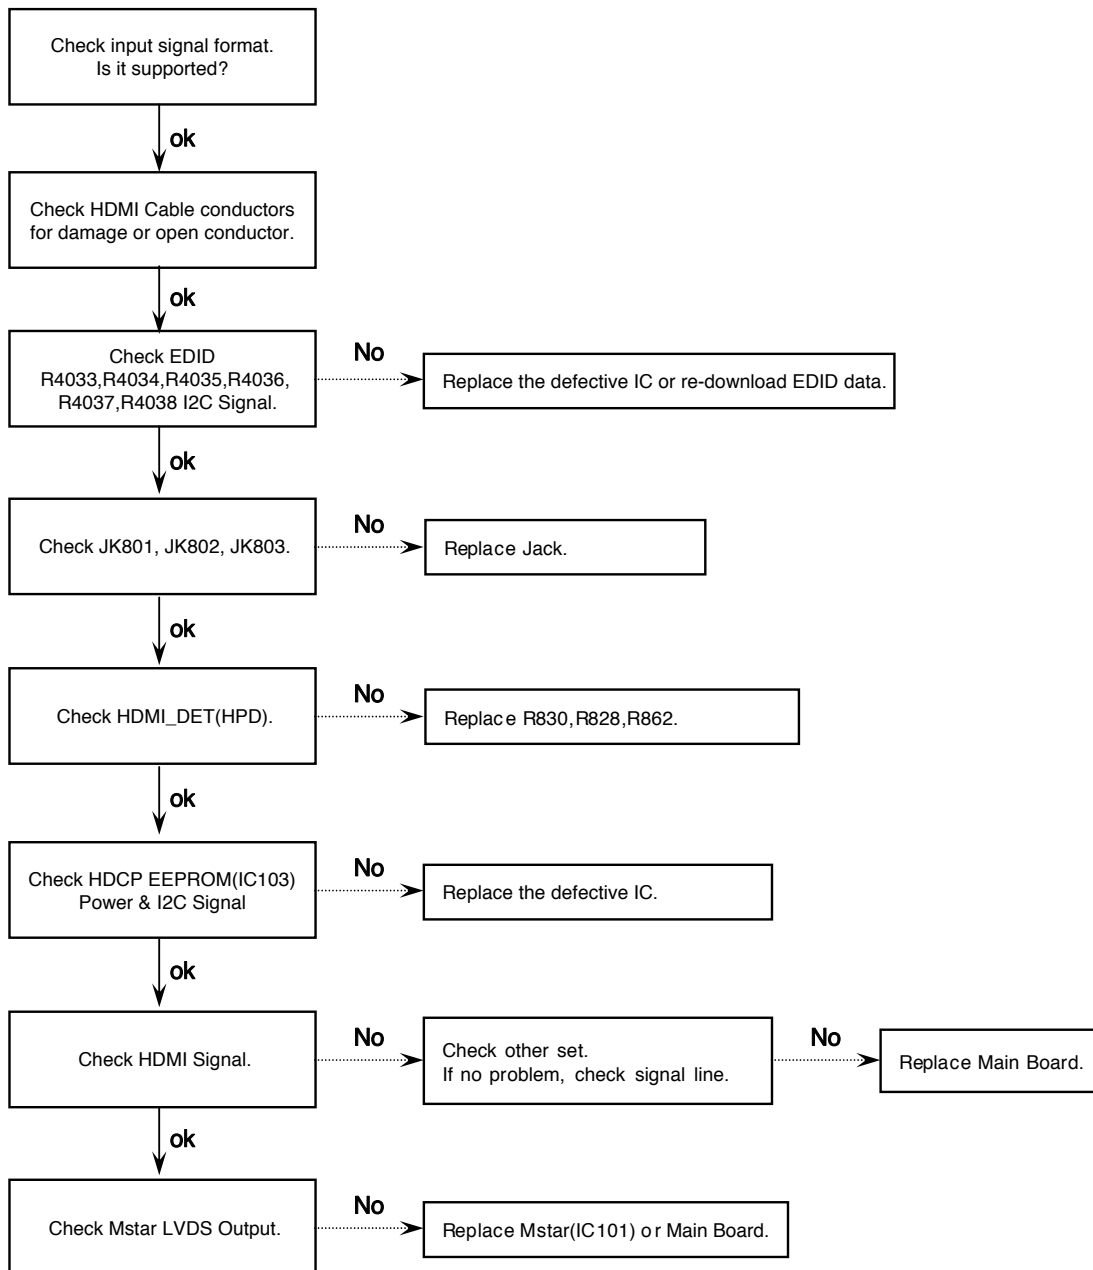 Check input signal format.
Is it supported?
ok
Check HDMI Cable conductors
for damage or open conductor.
ok
Check EDID
R4033,R4034,R4035,R4036,
R4037,R4038 I2C Signal.
No
Replace the defective IC or re-download EDID data.
ok
Check JK801, JK802, JK803.
No
Replace Jack.
ok
Check HDMI_DET(HPD).
No
Replace R830,R828,R862.
ok
Check HDCP EEPROM(IC103)
Power & I2C Signal
No
Replace the defective IC.
ok
Check HDMI Signal.
No
Check other set.
If no problem, check signal line.
No
Replace Main Board.
ok
Check Mstar LVDS Output.
No
Replace Mstar(IC101) or Main Board.